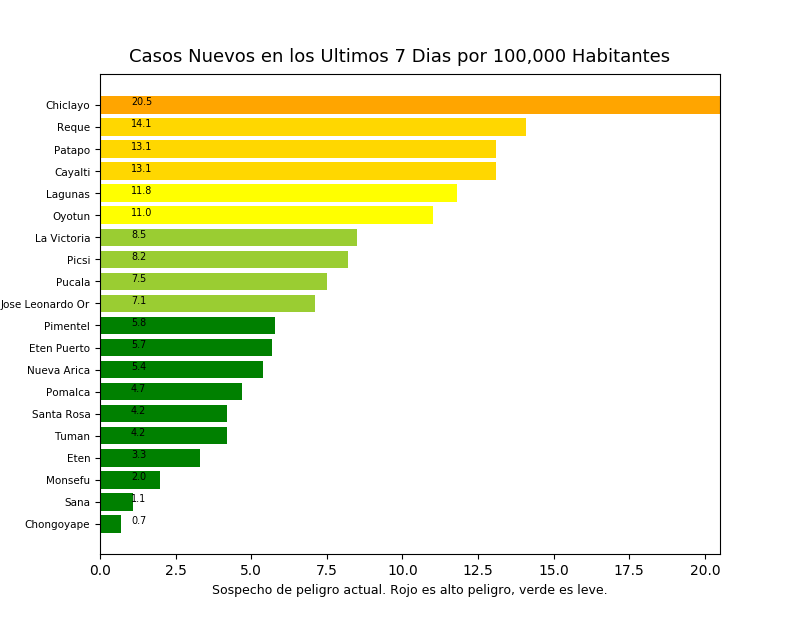 Casos Nuevos en los Ultimos 7 Dias por 100,000 Habitantes
Chiclayo 20.5
Reque 14.1
Patapo 13.1
Cayalti 13.1
Lagunas 11.8
Oyotun 11.0
La Victoria 8.5
Picsi 8.2
Pucala 7.5
Jose Leonardo Or 7.1
Pimentel 5.8
Eten Puerto 5.7
Nueva Arica 5.4
Pomalca 4.7
Santa Rosa 4.2
Tuman 4.2
Eten 3.3
Monsefu 2.0
Sana 1.1
Chongoyape 0.7
0.0 2.5 5.0 7.5 10.0 12.5 15.0 17.5 20.0
Sospecho de peligro actual. Rojo es alto peligro, verde es leve.